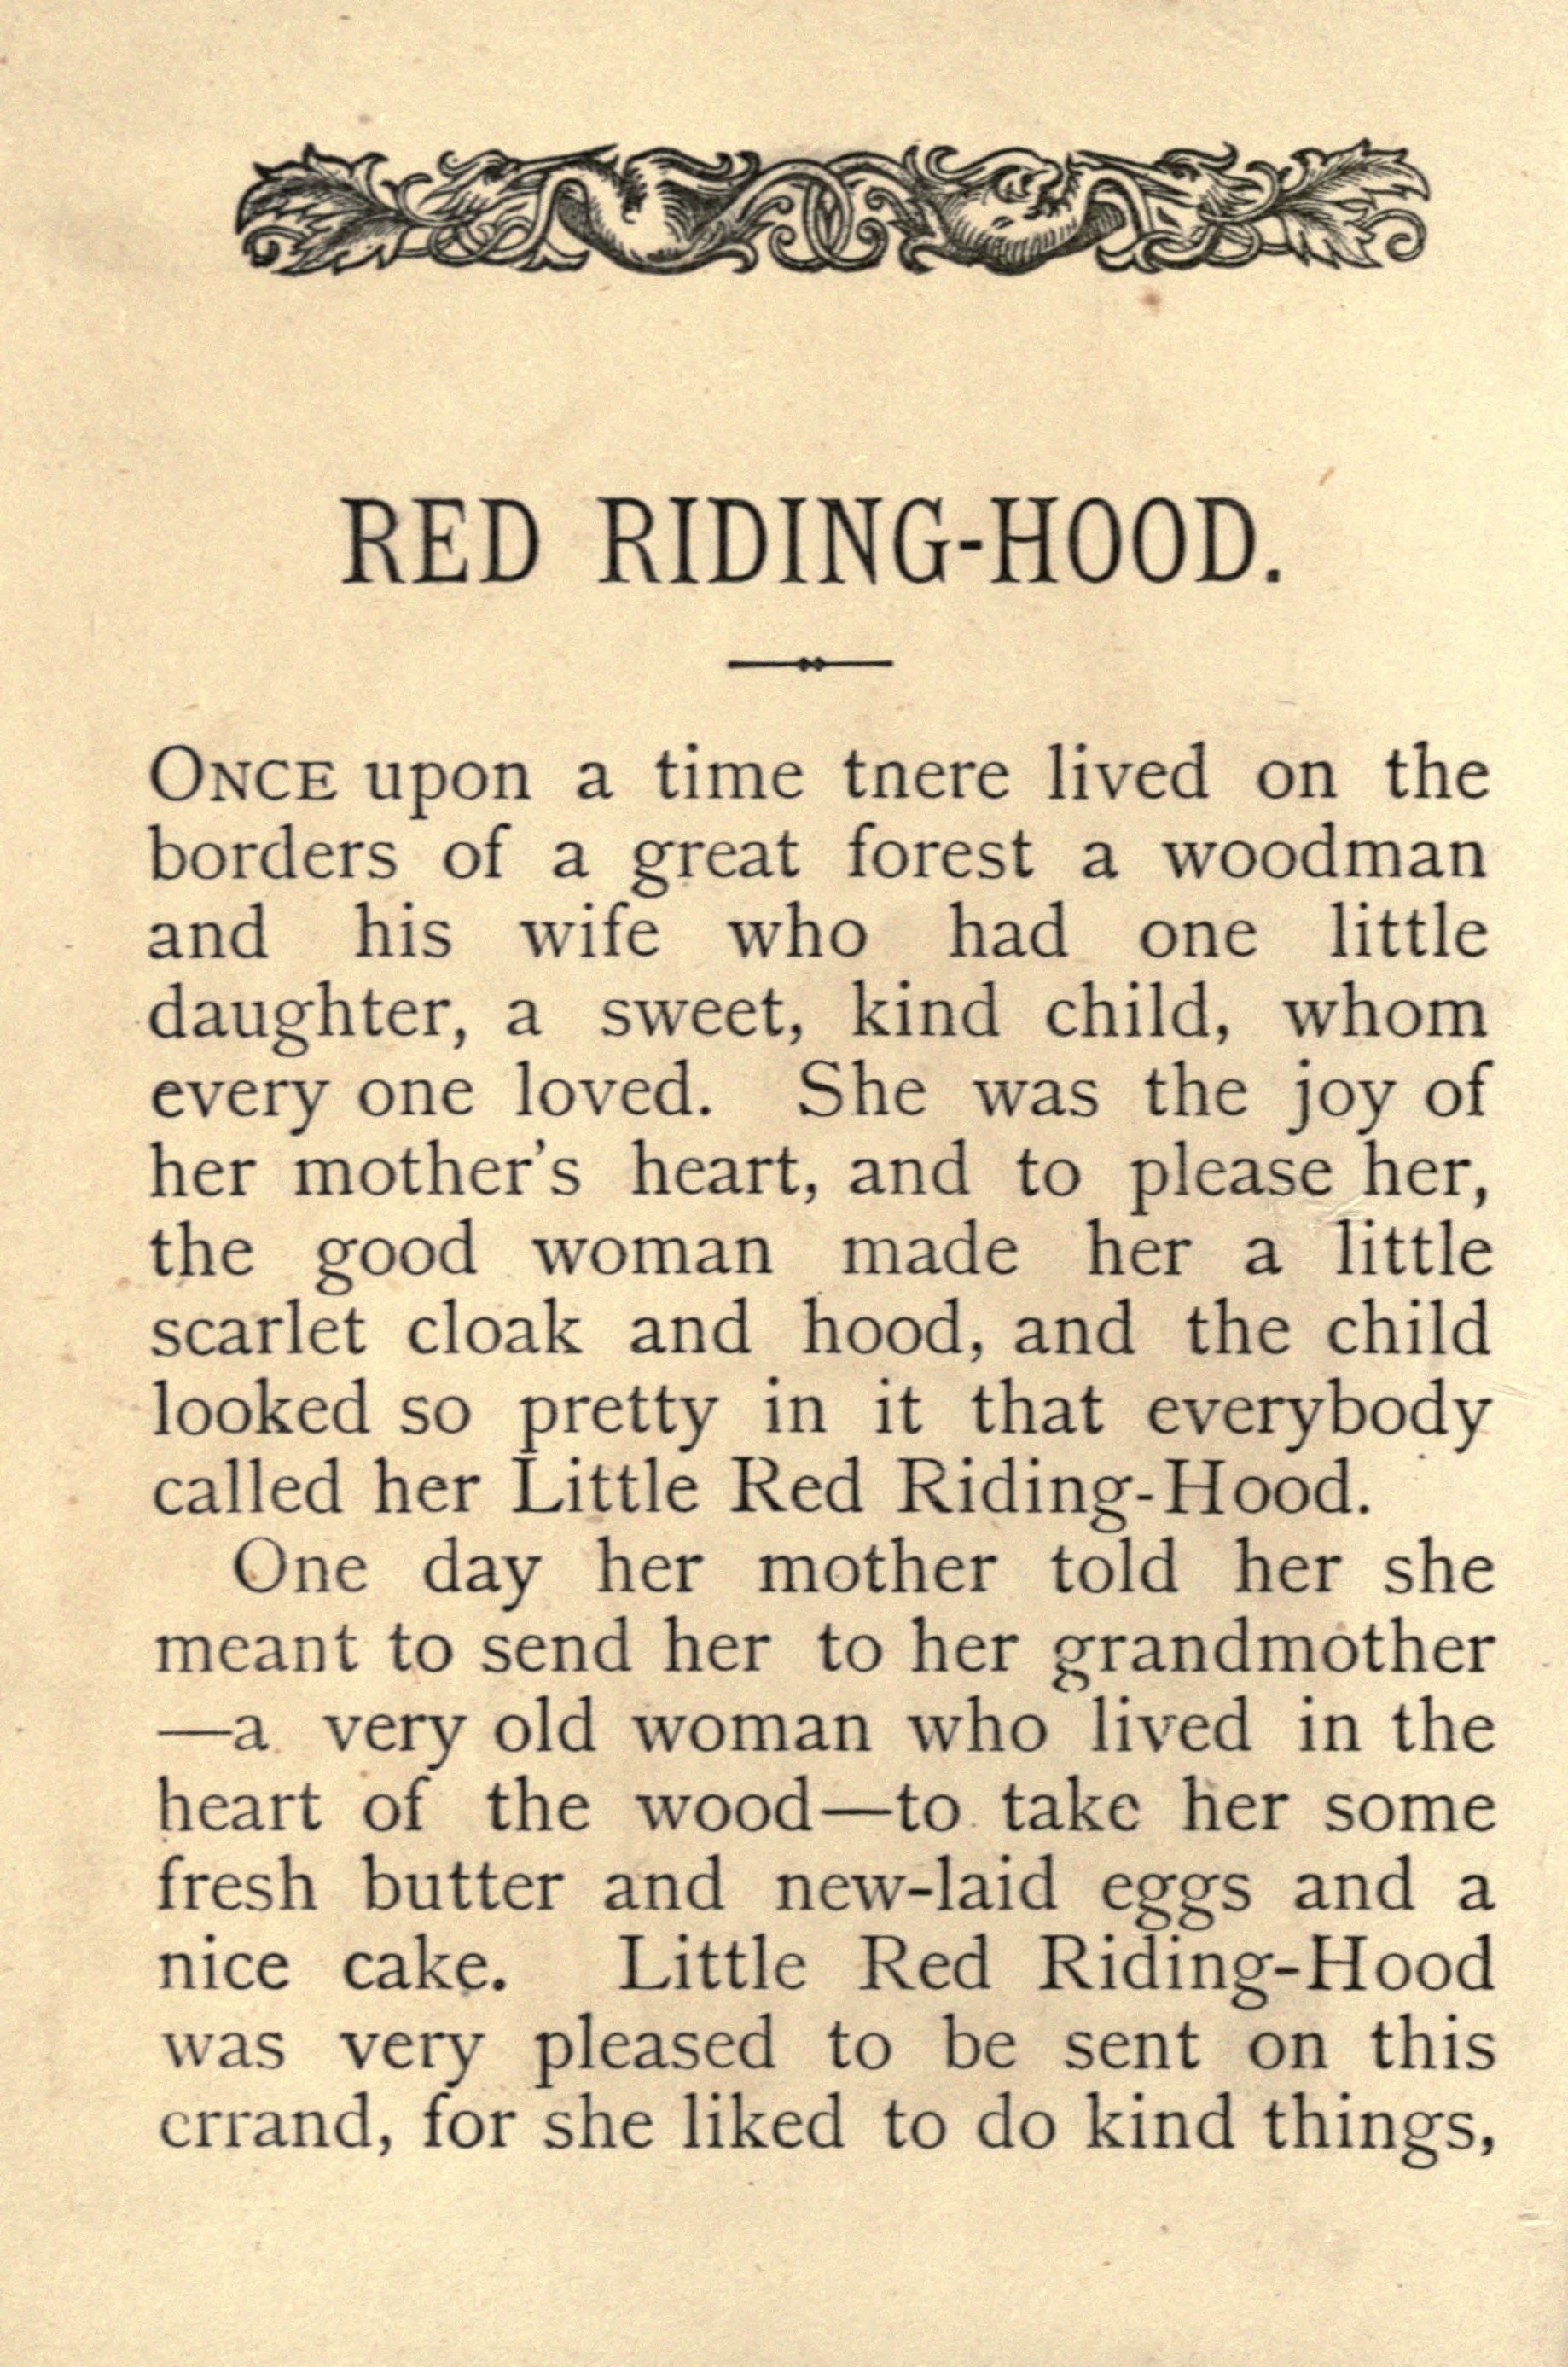 RED RIDING-HOOD.
ONCE upon a time tnere lived on the
borders of a great forest a woodman
and his wife who had one little
daughter, a sweet, kind child, whom
every one loved. She was the joy of
her mother's heart, and to please her,
the good woman made her a little
scarlet cloak and hood, and the child
looked so pretty in it that everybody
called her Little Red Riding-Hood.
One day her mother told her she
meant to send her to her grandmother
—a very old woman who lived in the
heart of the wood—to take her some
fresh butter and new-laid eggs and a
nice cake. Little Red Riding-Hood
was very pleased to be sent on this
errand, for she liked to do kind things,